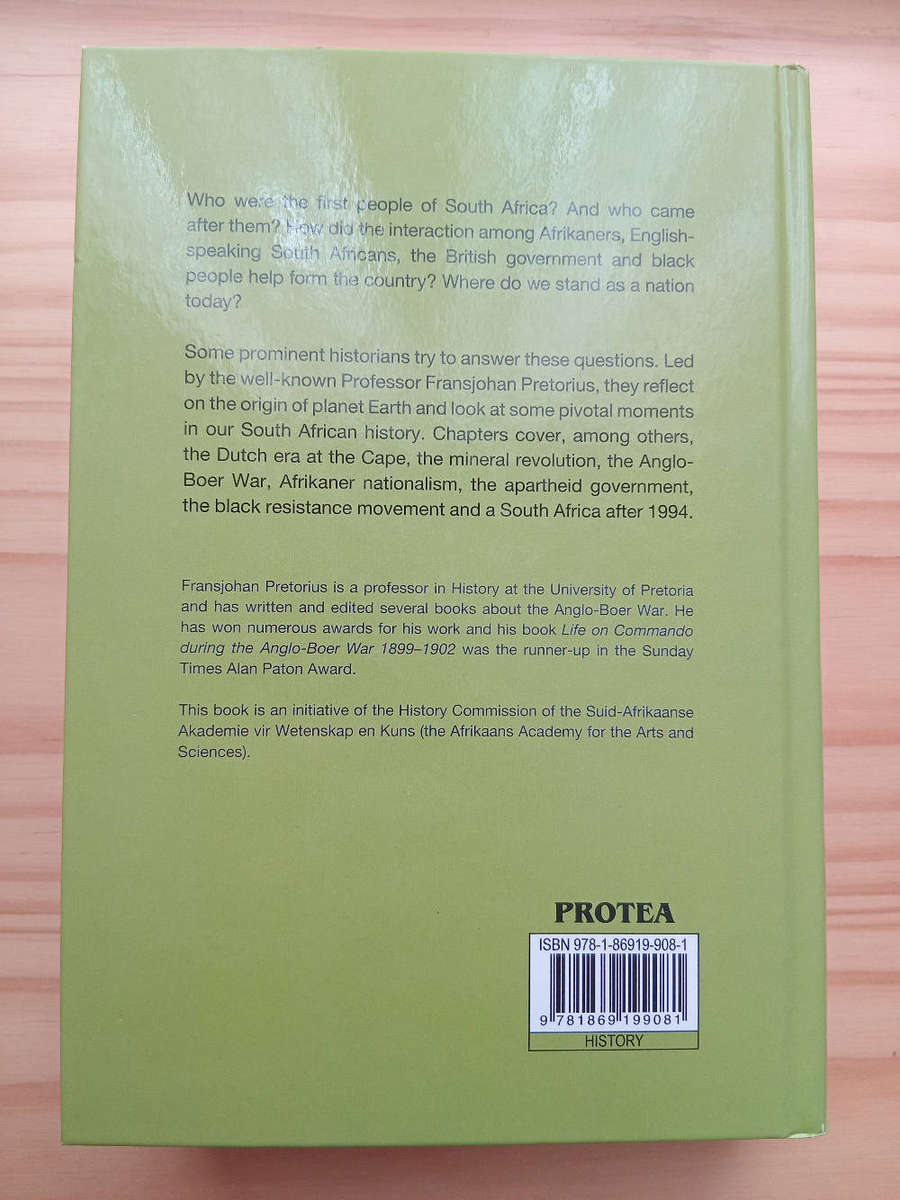 Who were the first people of South Africa? And who came
after them? How did the interaction among Afrikaners, English-
speaking South Africans, the British government and black
people help form the country? Where do we stand as a nation
today?
Some prominent historians try to answer these questions. Led
by the well-known Professor Fransjohan Pretorius, they reflect
on the origin of planet Earth and look at some pivotal moments
in our South African history. Chapters cover, among others,
the Dutch era at the Cape, the mineral revolution, the Anglo-
Boer War, Afrikaner nationalism, the apartheid government,
the black resistance movement and a South Africa after 1994.
Fransjohan Pretorius is a professor in History at the University of Pretoria
and has written and edited several books about the Anglo-Boer War. He
has won numerous awards for his work and his book Life on Commando
during the Anglo-Boer War 1899–1902 was the runner-up in the Sunday
Times Alan Paton Award.
This book is an initiative of the History Commission of the Suid-Afrikaanse
Akademie vir Wetenskap en Kuns (the Afrikaans Academy for the Arts and
Sciences).
PROTEA
ISBN 978-1-86919-908-1
9 781869 199081
HISTORY